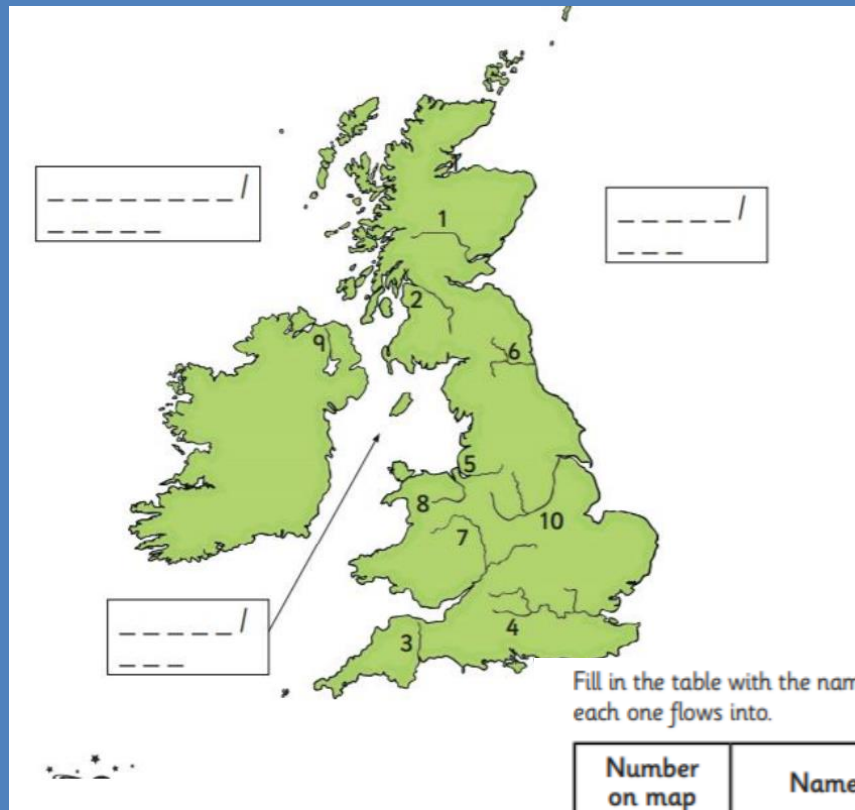 _ _ _ _ _ _ _ _ /
_ _ _ _ _
_ _ _ _ _ /
_ _ _
1
2
9
6
5
8
10
7
_ _ _ _ _ /
_ _ _
3
4
Fill in the table with the nam
each one flows into.
Number
on map
Name